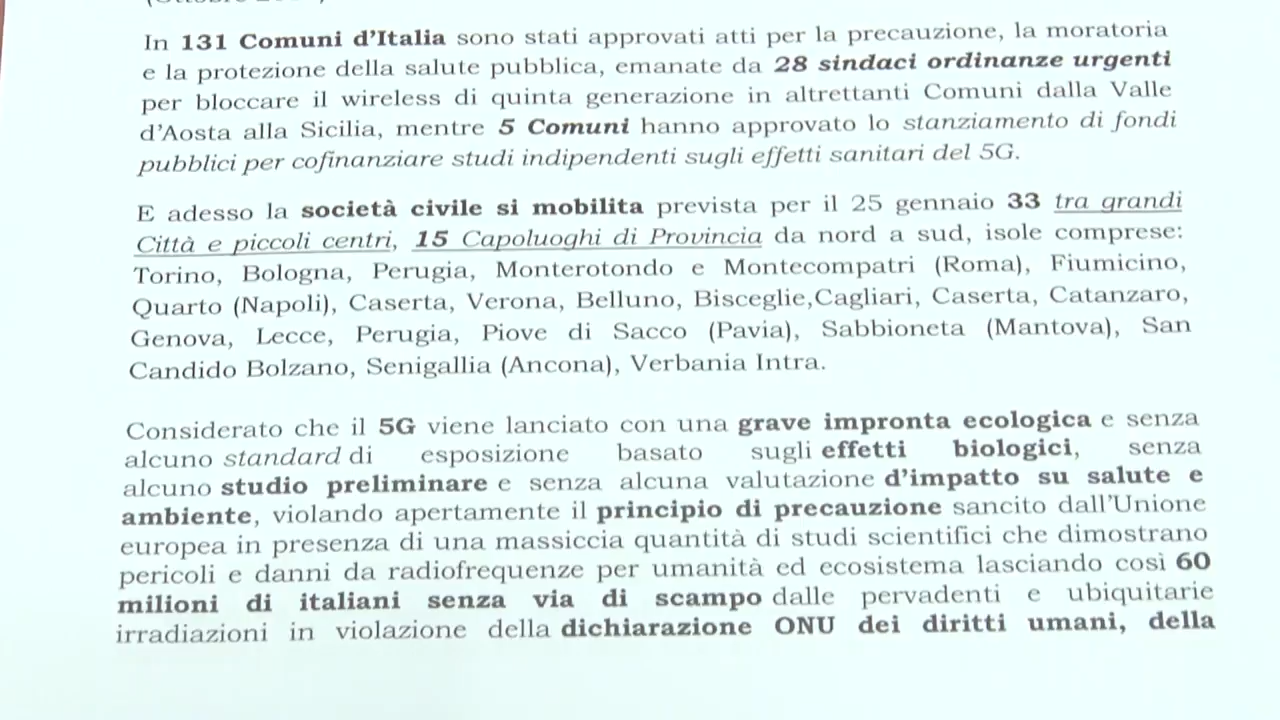 In 131 Comuni d'Italia sono stati approvati atti per la precauzione, la moratoria
e la protezione della salute pubblica, emanate da 28 sindaci ordinanze urgenti
per bloccare il wireless di quinta generazione in altrettanti Comuni dalla Valle
d'Aosta alla Sicilia, mentre 5 Comuni hanno approvato lo stanziamento di fondi
pubblici per cofinanziare studi indipendenti sugli effetti sanitari del 5G.
E adesso la società civile si mobilita prevista per il 25 gennaio 33 tra grandi
Città e piccoli centri, 15 Capoluoghi di Provincia da nord a sud, isole comprese:
Torino, Bologna, Perugia, Monterotondo e Montecompatri (Roma), Fiumicino,
Quarto (Napoli), Caserta, Verona, Belluno, Bisceglie,Cagliari, Caserta, Catanzaro,
Genova, Lecce, Perugia, Piove di Sacco (Pavia), Sabbioneta (Mantova), San
Candido Bolzano, Senigallia (Ancona), Verbania Intra.
Considerato che il 5G viene lanciato con una grave impronta ecologica e senza
alcuno standard di esposizione basato sugli effetti biologici, senza
alcuno studio preliminare e senza alcuna valutazione d'impatto su salute e
ambiente, violando apertamente il principio di precauzione sancito dall'Unione
europea in presenza di una massiccia quantità di studi scientifici che dimostrano
pericoli e danni da radiofrequenze per umanità ed ecosistema lasciando così 60
milioni di italiani senza via di scampo dalle pervadenti e ubiquitarie
irradiazioni in violazione della dichiarazione ONU dei diritti umani, della